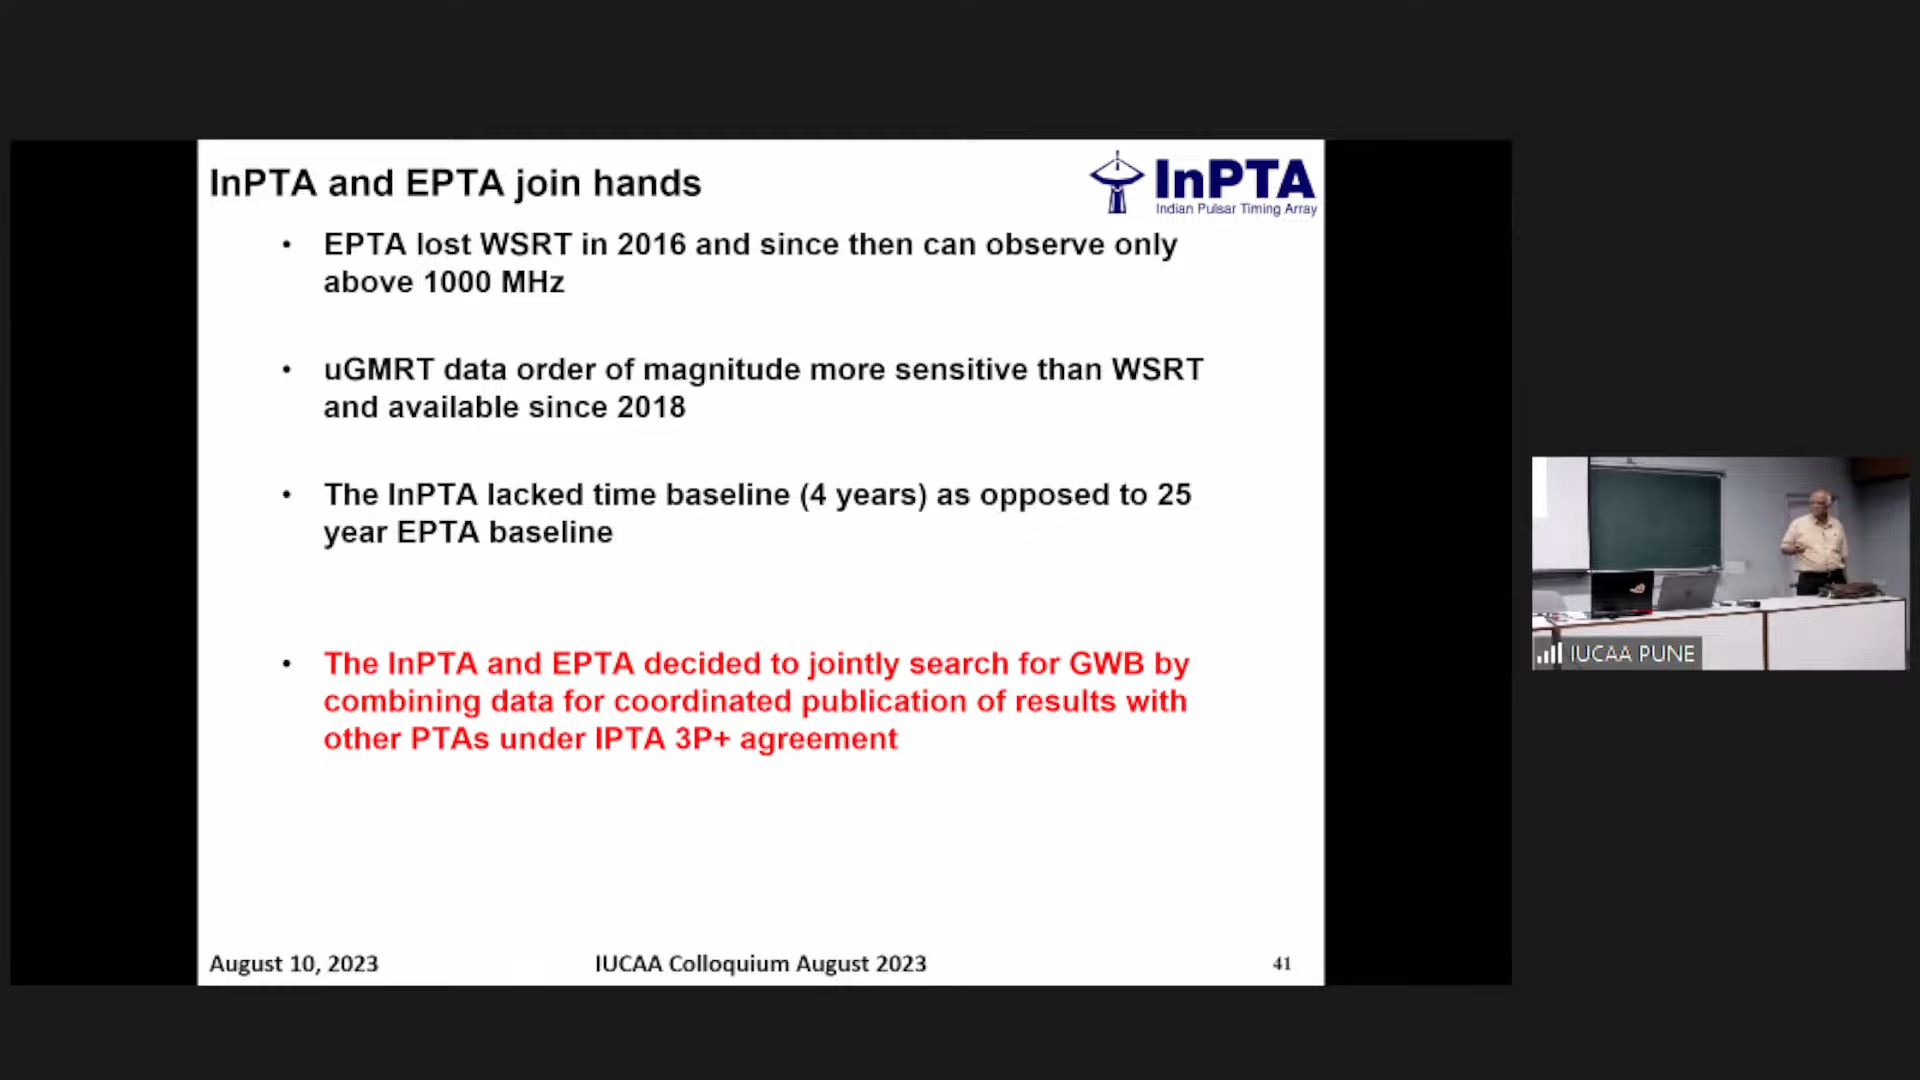 InPTA and EPTA join hands
InPTA
Indian Pulsar Timing Array
• EPTA lost WSRT in 2016 and since then can observe only
above 1000 MHz
• uGMRT data order of magnitude more sensitive than WSRT
and available since 2018
• The InPTA lacked time baseline (4 years) as opposed to 25
year EPTA baseline
• The InPTA and EPTA decided to jointly search for GWB by
combining data for coordinated publication of results with
other PTAs under IPTA 3P+ agreement
August 10, 2023
IUCAA Colloquium August 2023
41
IUCAA PUNE